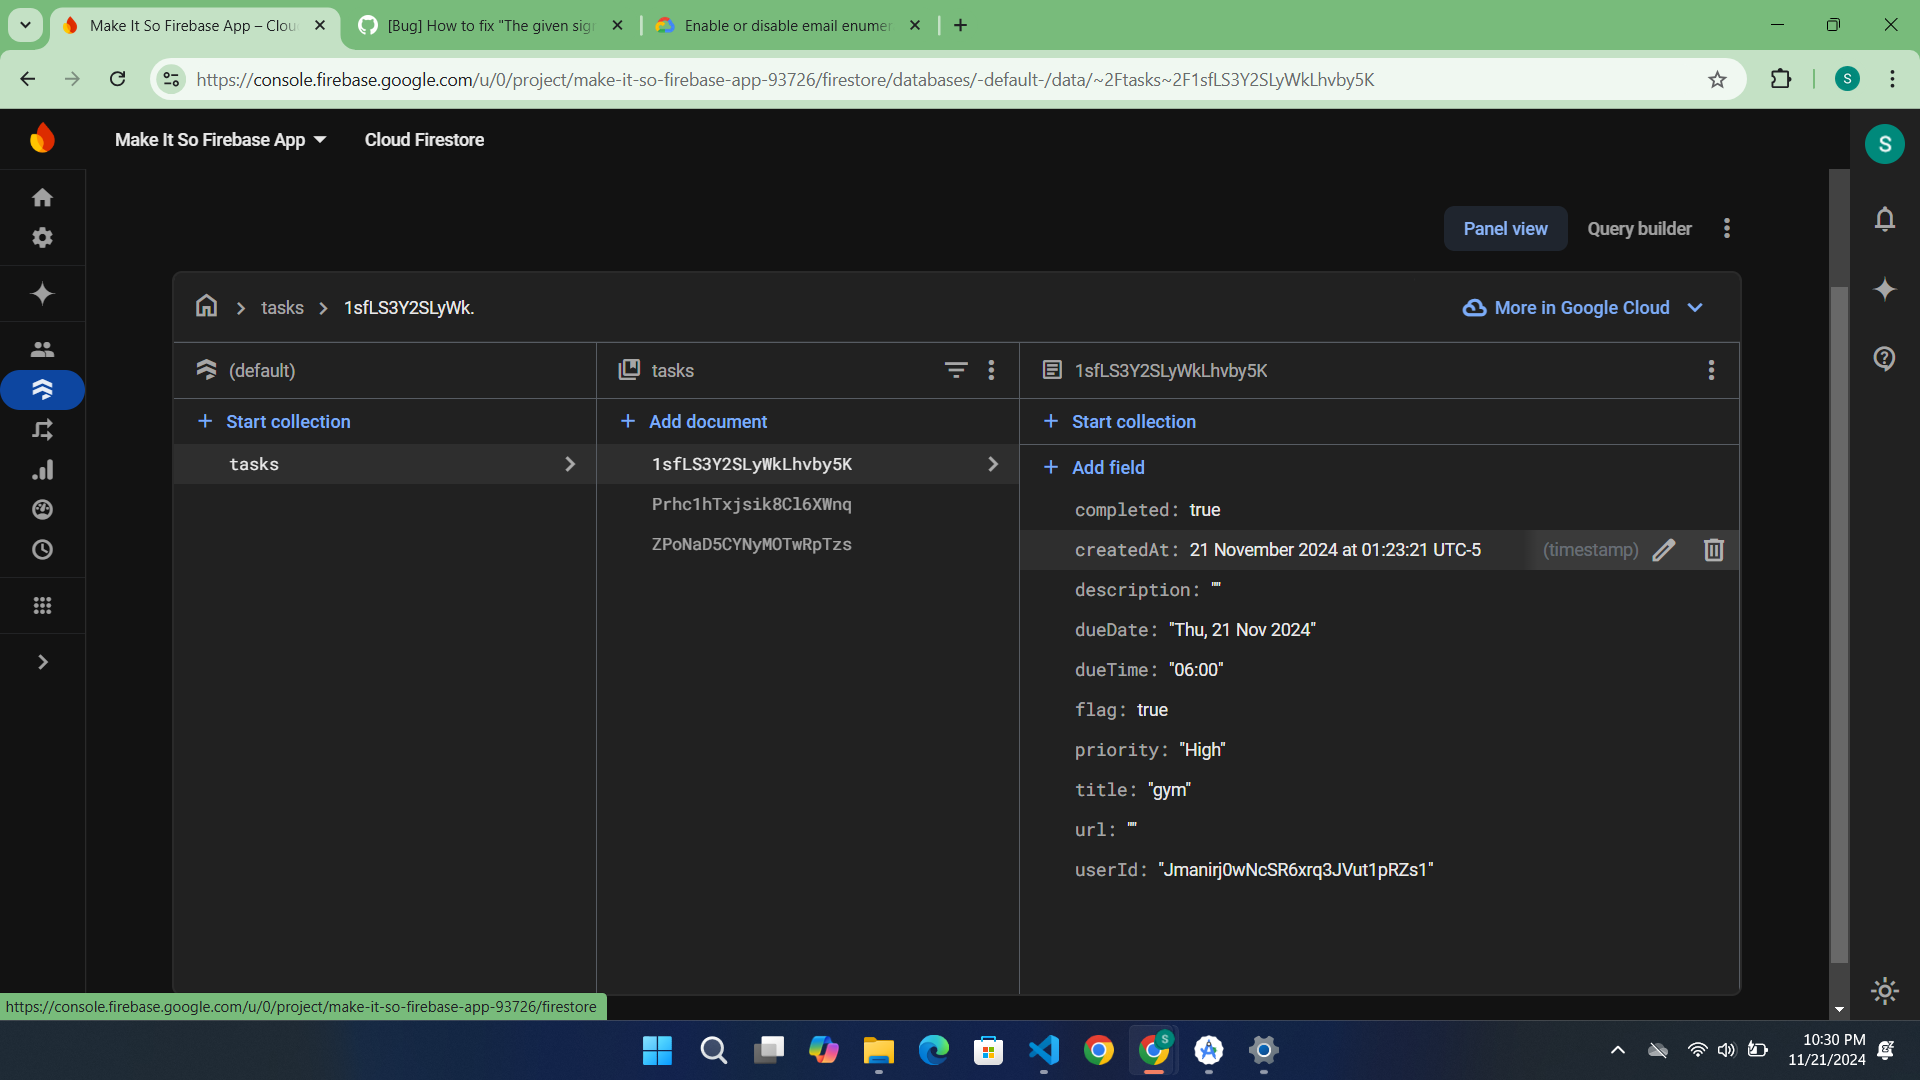 Make It So Firebase App – Clou
[Bug] How to fix "The given sig
Enable or disable email enumer
https://console.firebase.google.com/u/0/project/make-it-so-firebase-app-93726/firestore/databases/-default-/data/~2Ftasks~2F1sfLS3Y2SLyWkLhvby5K
S
Make It So Firebase App
Cloud Firestore
S
Panel view
Query builder
tasks
1sfLS3Y2SLyWk.
More in Google Cloud
(default)
tasks
1sfLS3Y2SLyWkLhvby5K
+ Start collection
+ Add document
+ Start collection
tasks
1sfLS3Y2SLyWkLhvby5K
Prhc1hTxjsik8Cl6XWnq
ZPoNaD5CYNyMOTwRpTzs
+ Add field
completed: true
createdAt: 21 November 2024 at 01:23:21 UTC-5 (timestamp)
description: ""
dueDate: "Thu, 21 Nov 2024"
dueTime: "06:00"
flag: true
priority: "High"
title: "gym"
url: ""
userId: "Jmanirj0wNcSR6xrq3JVut1pRZs1"
https://console.firebase.google.com/u/0/project/make-it-so-firebase-app-93726/firestore
S
10:30 PM
11/21/2024